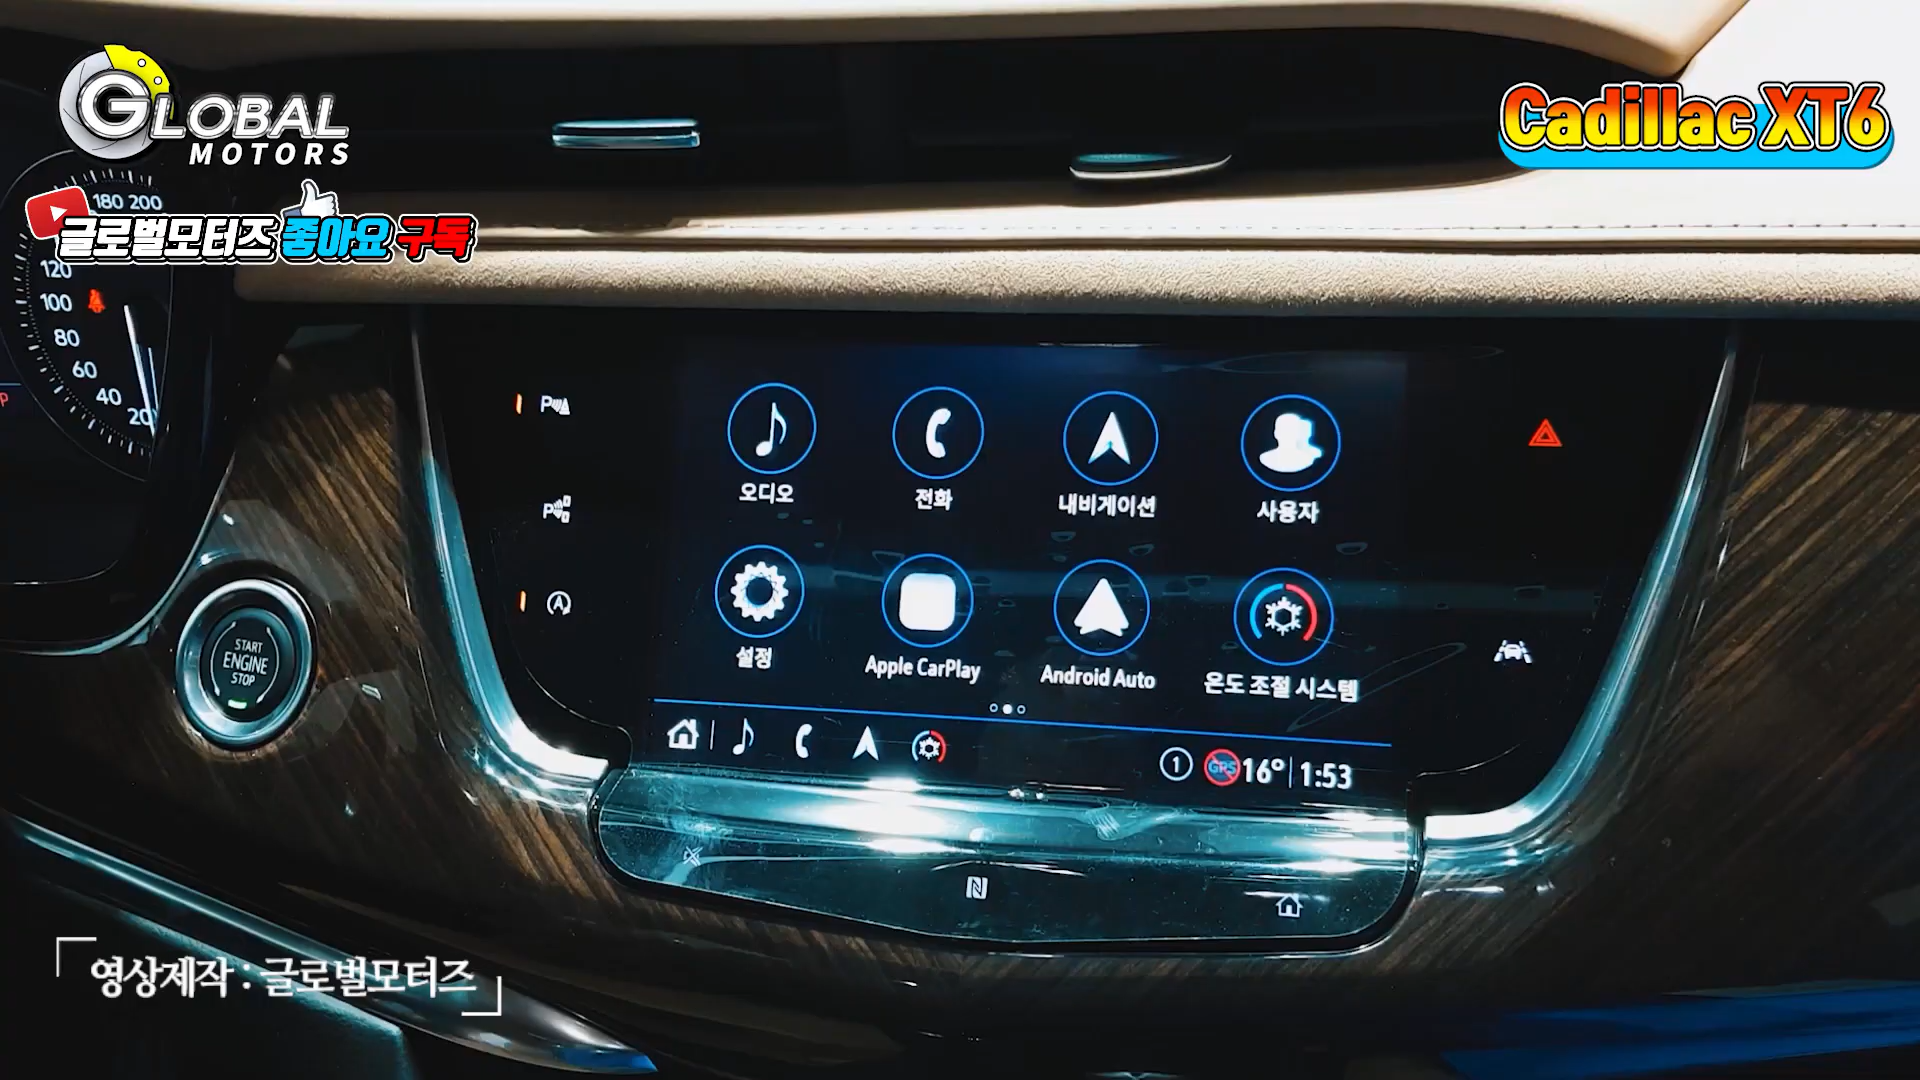 GLOBAL
MOTORS
Cadillac XT6
글로벌모터즈 좋아요 구독
180 200
120
100
80
60
40
20
P
P
P
A
START
ENGINE
STOP
오디오
전화
내비게이션
사용자
설정
Apple CarPlay
Android Auto
온도 조절 시스템
1
GPS
16° 1:53
N
영상제작 : 글로벌모터즈